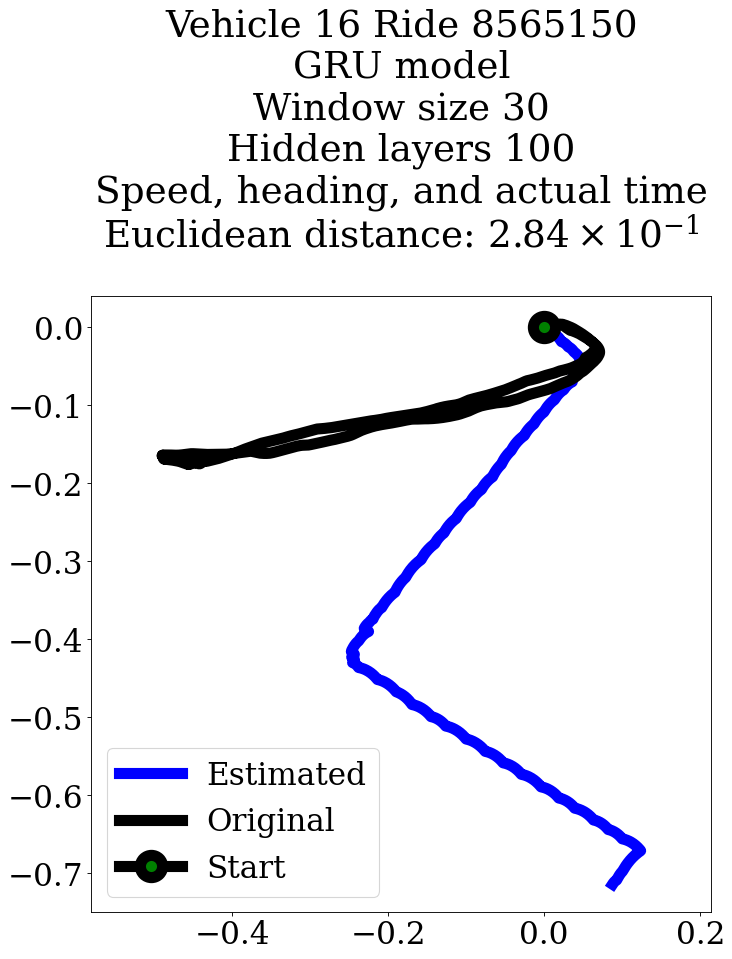 Vehicle 16 Ride 8565150
GRU model
Window size 30
Hidden layers 100
Speed, heading, and actual time
Euclidean distance: 2.84 × 10⁻¹
0.0
−0.1
−0.2
−0.3
−0.4
−0.5
−0.6
−0.7
Estimated
Original
Start
−0.4
−0.2
0.0
0.2